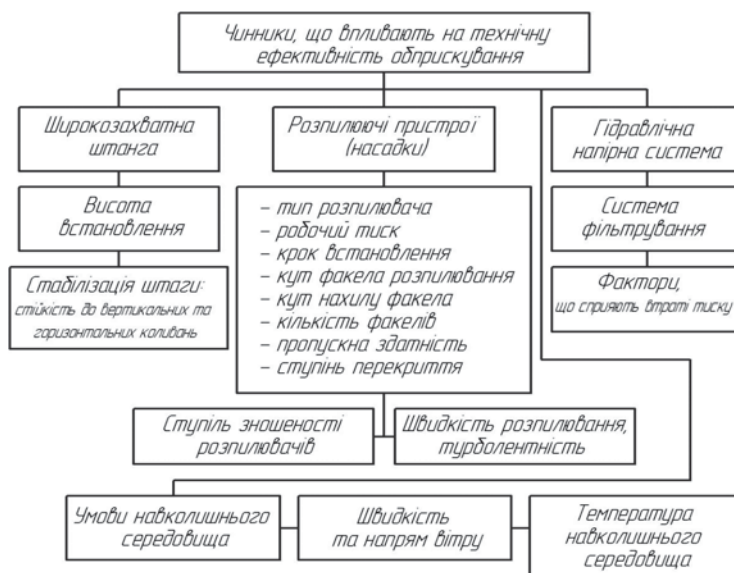 Чинники, що впливають на технічну
ефективність обприскування
Широкозахватна
штанга
Розпилюючі пристрої
(насадки)
Гідравлічна
напірна система
Висота
встановлення
Стабілізація штаги:
стійкість до вертикальних та
горизонтальних коливань
– тип розпилювача
– робочий тиск
– крок встановлення
– кут факела розпилювання
– кут нахилу факела
– кількість факелів
– пропускна здатність
– ступінь перекриття
Система
фільтрування
Фактори,
що сприяють втраті тиску
Ступіль зношеності
розпилювачів
Швидкість розпилювання,
турболентність
Умови навколишнього
середовища
Швидкість
та напрям вітру
Температура
навколишнього
середовища